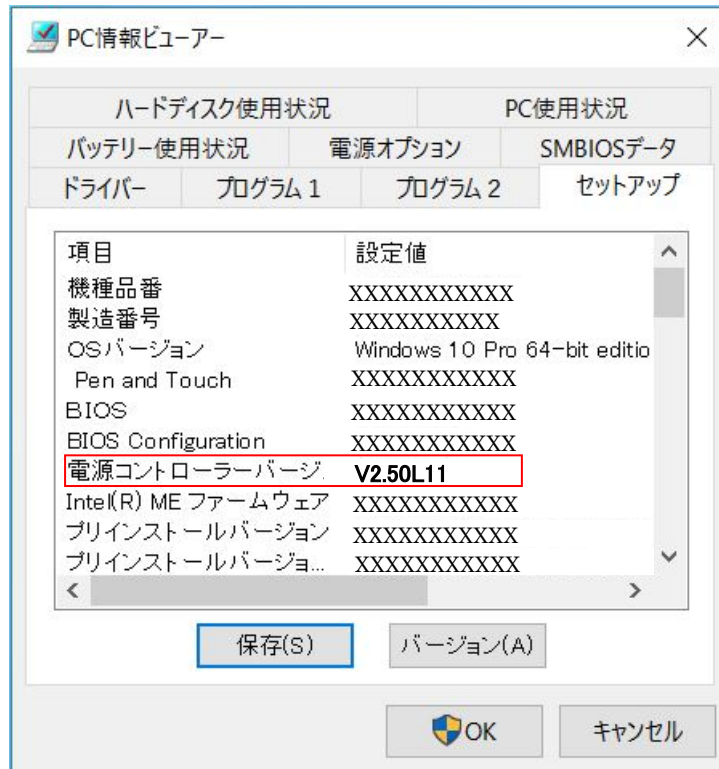 PC情報ビューアー
ハードディスク使用状況 PC使用状況
バッテリー使用状況 電源オプション SMBIOSデータ
ドライバー プログラム 1 プログラム 2 セットアップ
項目 設定値
機種品番 XXXXXXXXXXX
製造番号 XXXXXXXXXX
OSバージョン Windows 10 Pro 64-bit editio
Pen and Touch XXXXXXXXXXX
BIOS XXXXXXXXXXX
BIOS Configuration XXXXXXXXXXX
電源コントローラーバージ. V2.50L11
Intel(R) ME ファームウェア XXXXXXXXXXX
プリインストールバージョン XXXXXXXXXXX
プリインストールバージョ... XXXXXXXXXXX
保存(S) バージョン(A)
OK キャンセル